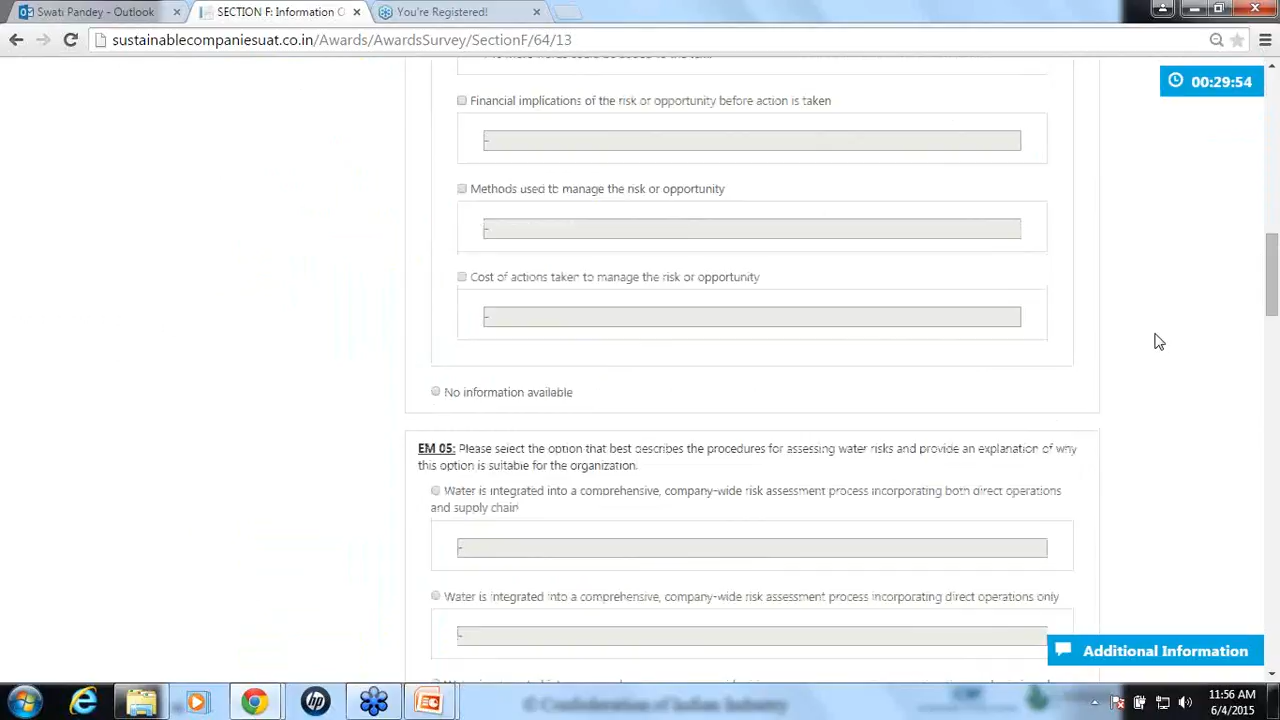 Swati Pandey - Outlook
SECTION F: Information O
You're Registered!
sustainablecompaniesuat.co.in/Awards/AwardsSurvey/SectionF/64/13
00:29:54
Financial implications of the risk or opportunity before action is taken
-
Methods used to manage the risk or opportunity
-
Cost of actions taken to manage the risk or opportunity
-
No information available
EM 05: Please select the option that best describes the procedures for assessing water risks and provide an explanation of why
this option is suitable for the organization.
Water is integrated into a comprehensive, company-wide risk assessment process incorporating both direct operations
and supply chain
-
Water is integrated into a comprehensive, company-wide risk assessment process incorporating direct operations only
-
Additional Information
hp
11:56 AM
6/4/2015